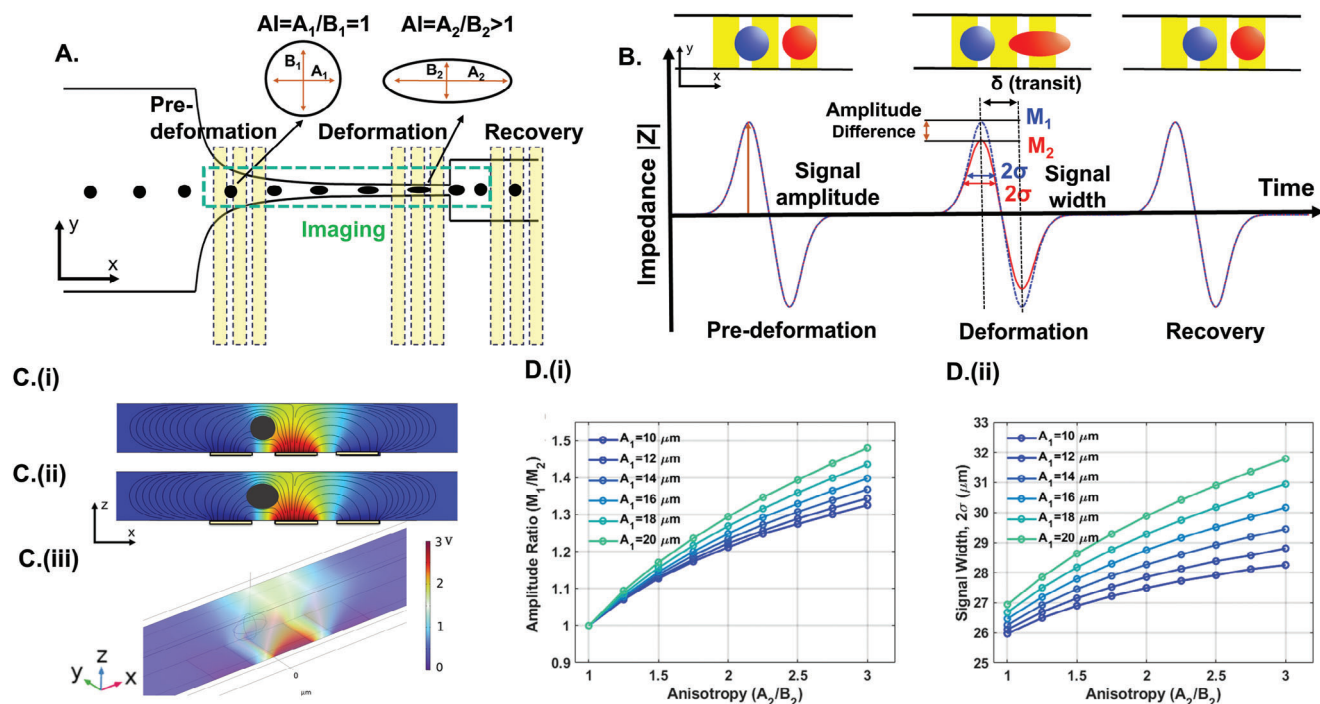 A.
AI=A₁/B₁=1
AI=A₂/B₂>1
B₁
A₁
B₂
A₂
Pre-
deformation
Deformation
Recovery
Imaging
y
x
B.
y
x
δ (transit)
Amplitude
Difference
M₁
M₂
Signal
amplitude
2σ
2σ
Signal
width
Time
Impedance |Z|
Pre-deformation
Deformation
Recovery
C.(i)
C.(ii)
z
x
C.(iii)
3 V
2
1
0
0
μm
y
z
x
D.(i)
A₁=10 μm
A₁=12 μm
A₁=14 μm
A₁=16 μm
A₁=18 μm
A₁=20 μm
1.5
1.4
1.3
1.2
1.1
1
0.9
Amplitude Ratio (M₁/M₂)
1
1.5
2
2.5
3
Anisotropy (A₂/B₂)
D.(ii)
A₁=10 μm
A₁=12 μm
A₁=14 μm
A₁=16 μm
A₁=18 μm
A₁=20 μm
33
32
31
30
29
28
27
26
25
Signal Width, 2σ (μm)
1
1.5
2
2.5
3
Anisotropy (A₂/B₂)